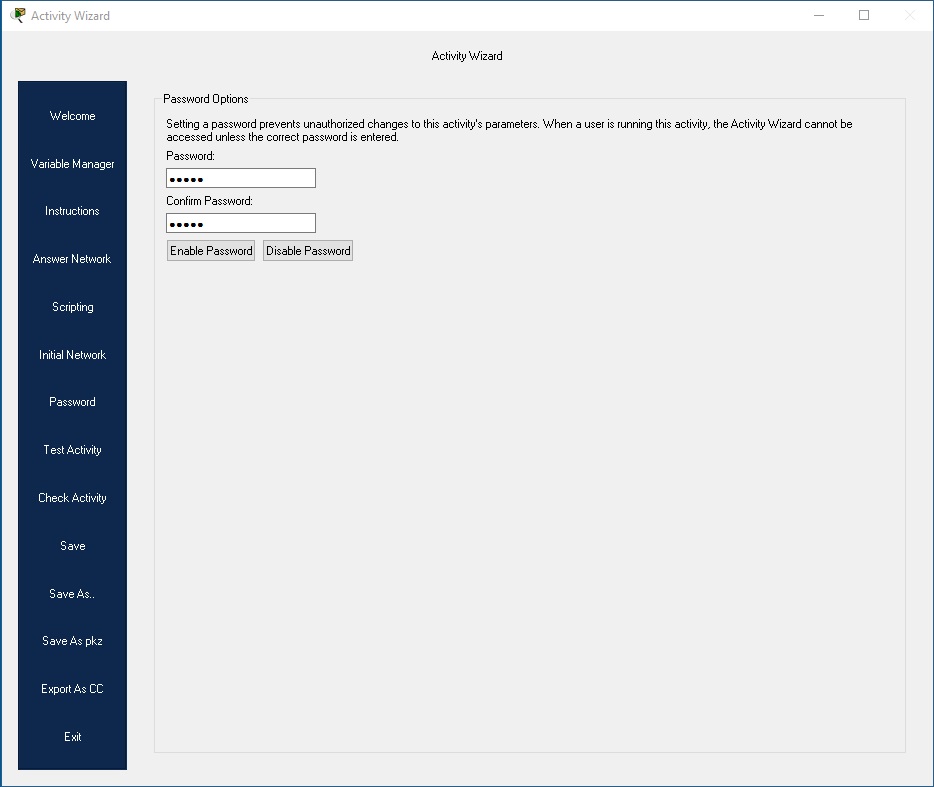 Activity Wizard
Activity Wizard
Welcome
Variable Manager
Instructions
Answer Network
Scripting
Initial Network
Password
Test Activity
Check Activity
Save
Save As..
Save As pkz
Export As CC
Exit
Password Options
Setting a password prevents unauthorized changes to this activity's parameters. When a user is running this activity, the Activity Wizard cannot be
accessed unless the correct password is entered.
Password:
●●●●●
Confirm Password:
●●●●●
Enable Password Disable Password